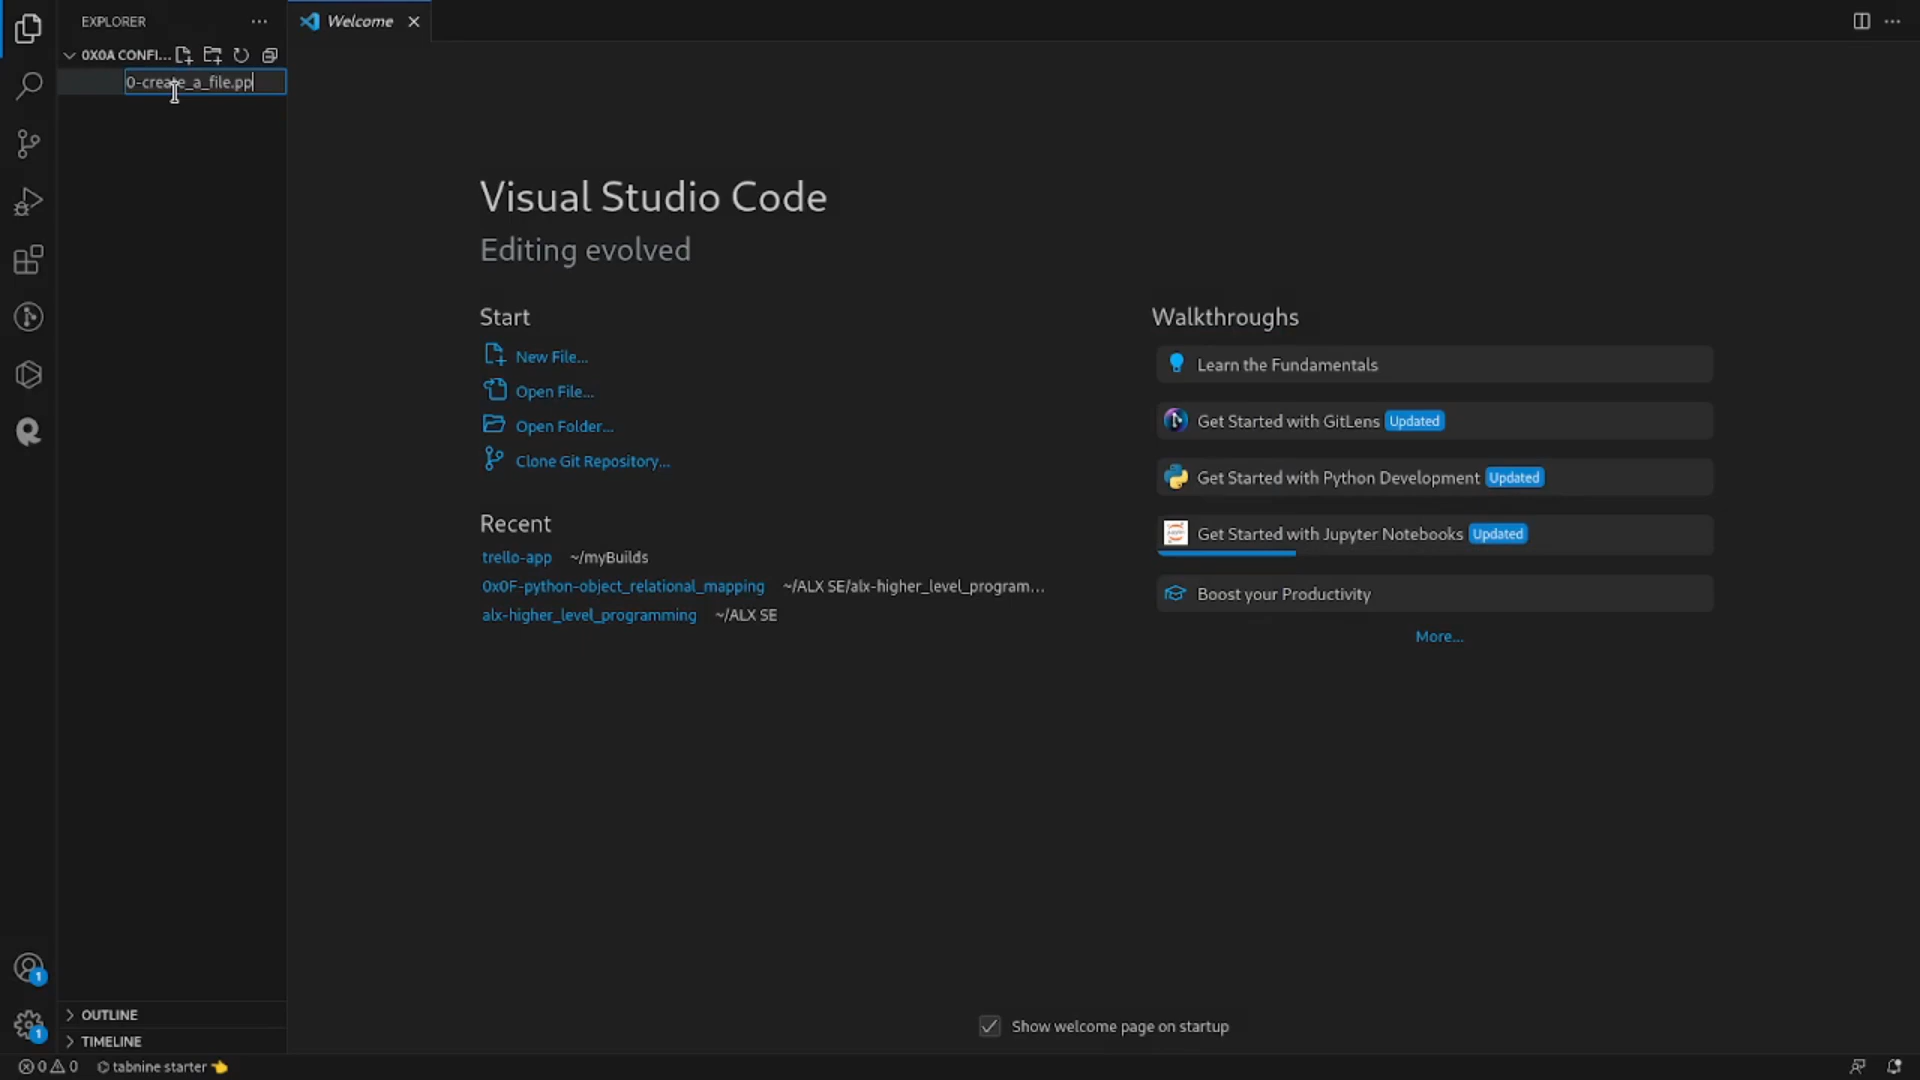 EXPLORER
0X0A CONFI...
0-create_a_file.pp
Welcome
Visual Studio Code
Editing evolved
Start
New File...
Open File...
Open Folder...
Clone Git Repository...
Recent
trello-app ~/myBuilds
0x0F-python-object_relational_mapping ~/ALX SE/alx-higher_level_program...
alx-higher_level_programming ~/ALX SE
Walkthroughs
Learn the Fundamentals
Get Started with GitLens Updated
Get Started with Python Development Updated
Get Started with Jupyter Notebooks Updated
Boost your Productivity
More...
Show welcome page on startup
1
1
OUTLINE
TIMELINE
0 0 tabnine starter